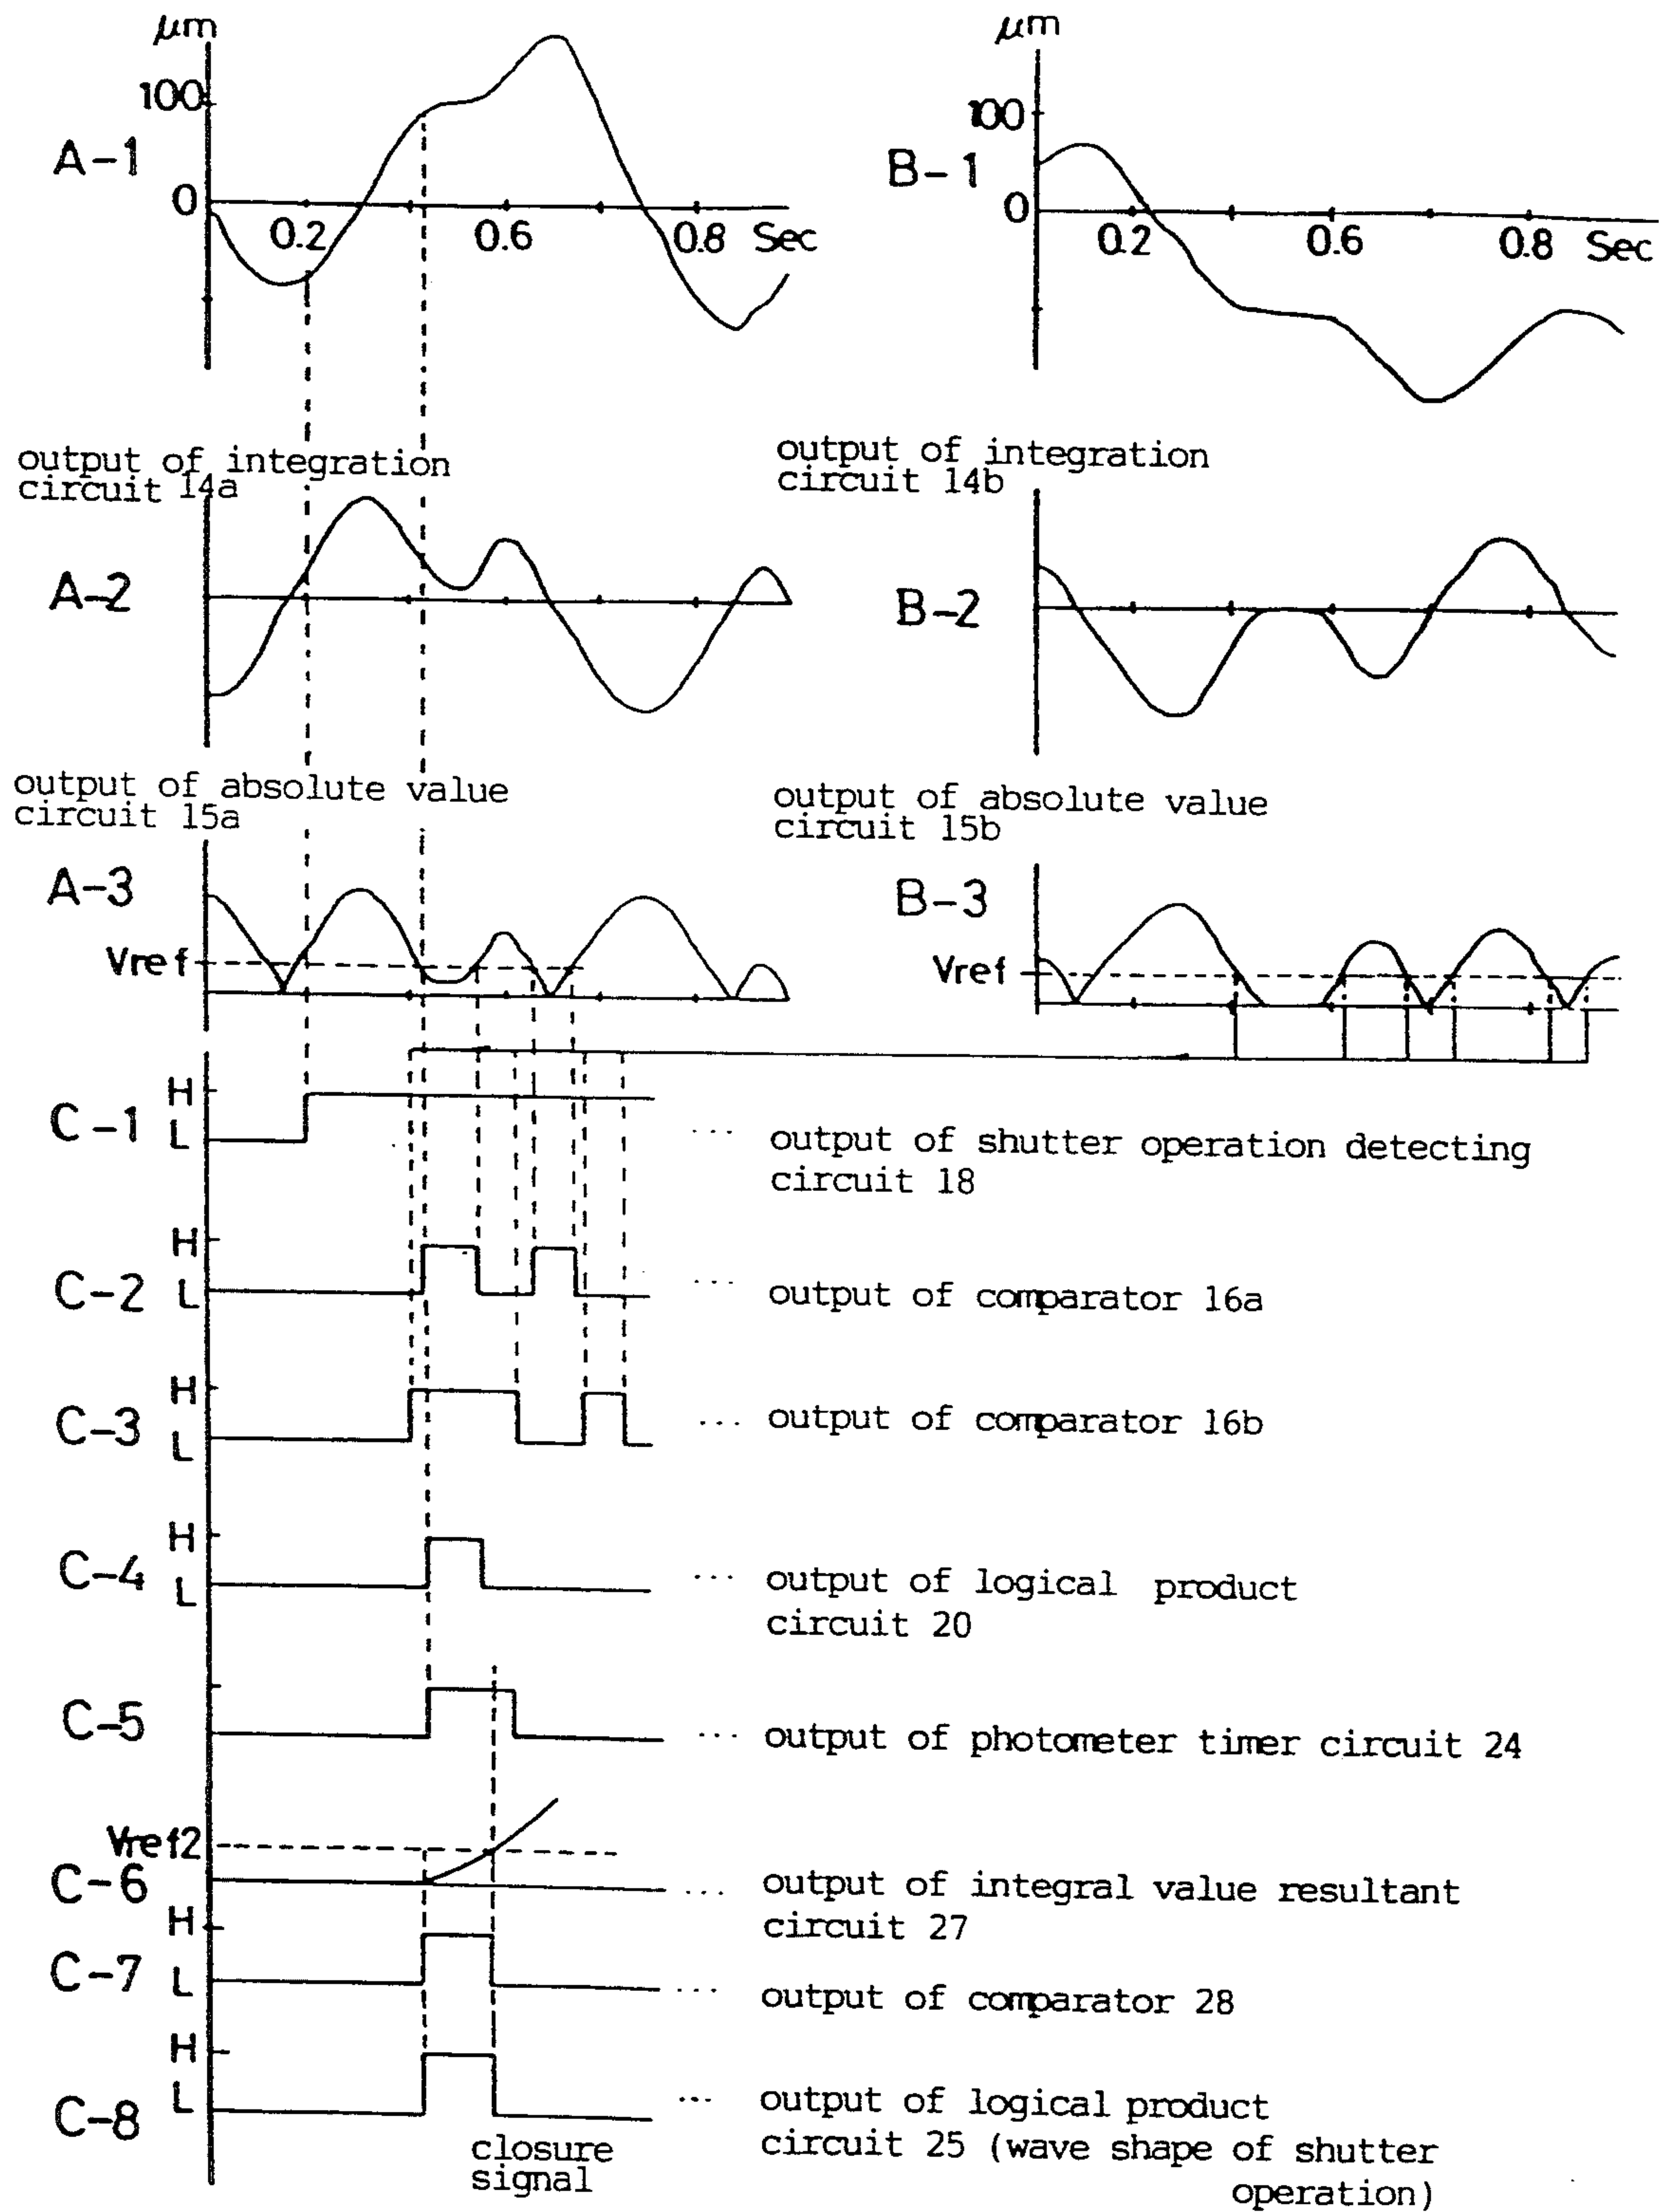 μm
100
A-1
0
0.2
0.6
0.8
Sec
μm
100
B-1
0
0.2
0.6
0.8
Sec
output of integration
circuit 14a
output of integration
circuit 14b
A-2
B-2
output of absolute value
circuit 15a
output of absolute value
circuit 15b
A-3
Vref
B-3
Vref
H
C-1
L
... output of shutter operation detecting
circuit 18
H
C-2
L
... output of comparator 16a
H
C-3
L
... output of comparator 16b
H
C-4
L
... output of logical product
circuit 20
C-5
... output of photometer timer circuit 24
Vref2
C-6
... output of integral value resultant
circuit 27
H
C-7
L
... output of comparator 28
H
L
C-8
... output of logical product
circuit 25 (wave shape of shutter
operation)
closure
signal